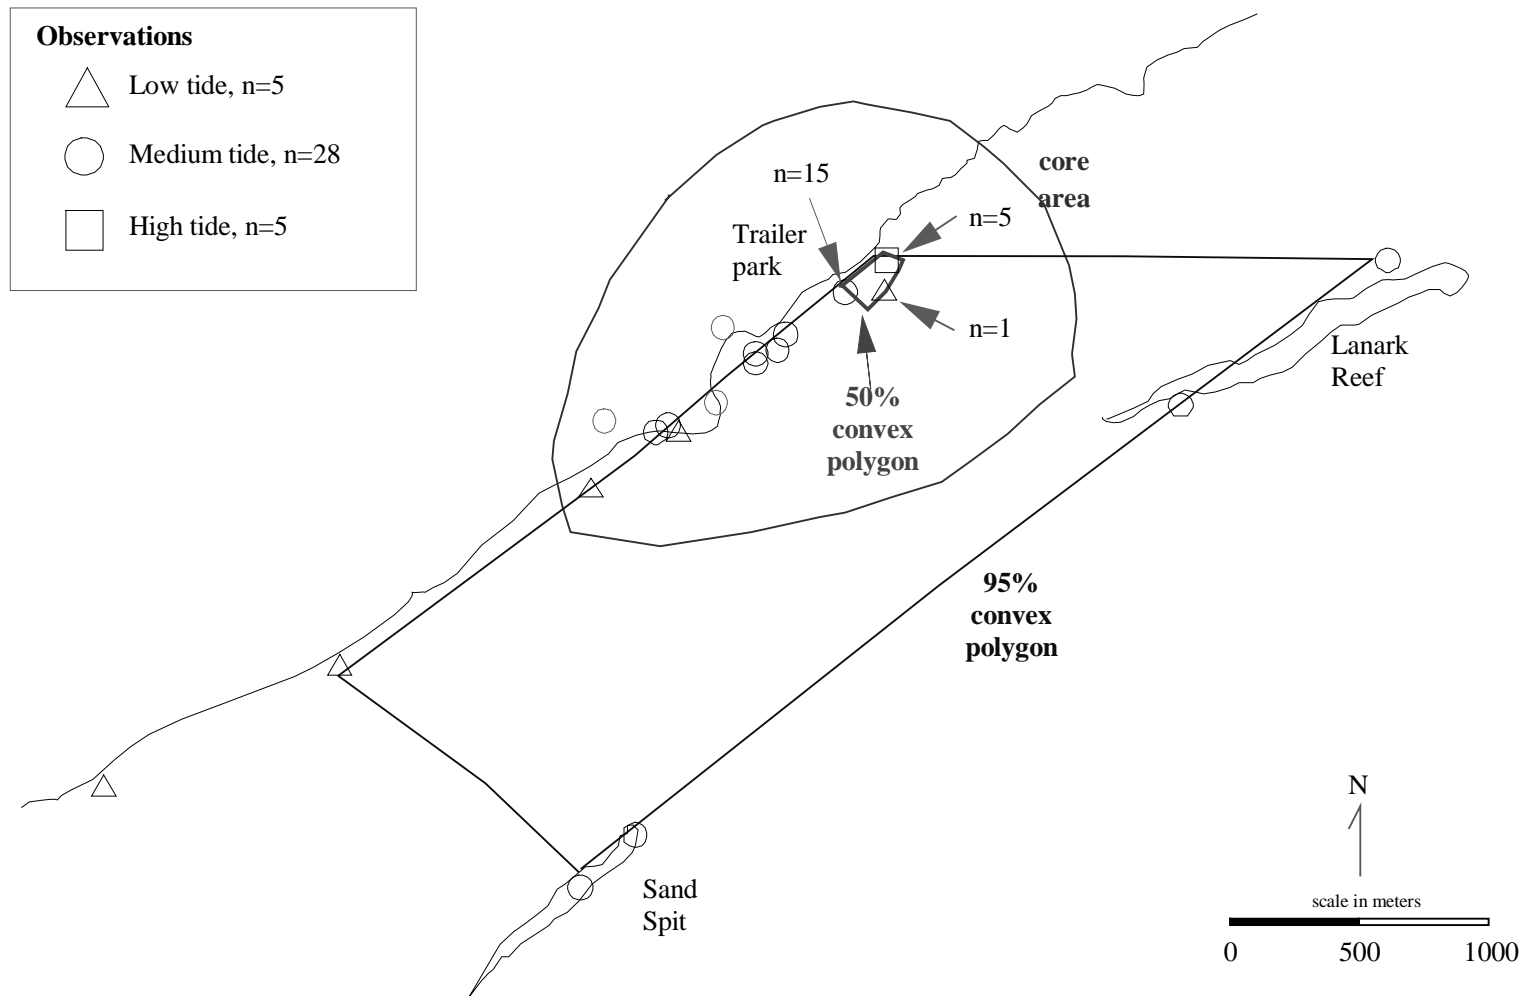 Observations
Low tide, n=5
Medium tide, n=28
High tide, n=5
core
area
n=15
n=5
Trailer
park
n=1
Lanark
Reef
50%
convex
polygon
95%
convex
polygon
N
Sand
Spit
scale in meters
0 500 1000